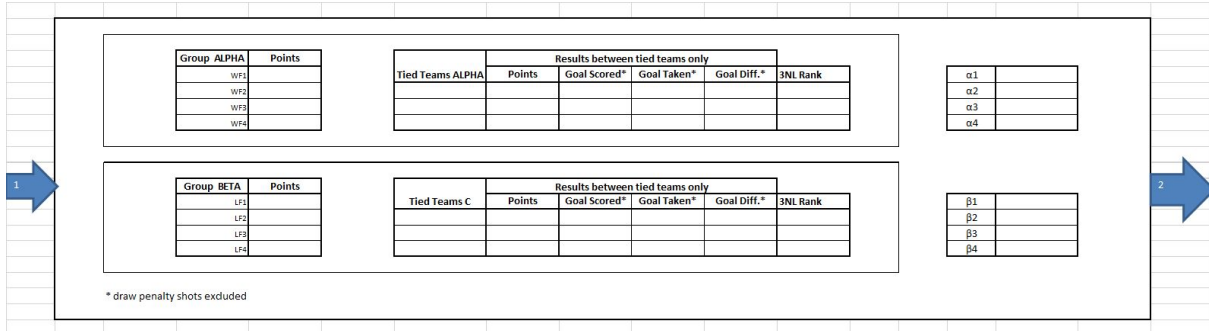 Group ALPHA Points
Results between tied teams only
Tied Teams ALPHA Points Goal Scored* Goal Taken* Goal Diff.* 3NL Rank
WF1
WF2
WF3
WF4
α1
α2
α3
α4
1
2
Group BETA Points
Results between tied teams only
Tied Teams C Points Goal Scored* Goal Taken* Goal Diff.* 3NL Rank
LF1
LF2
LF3
LF4
β1
β2
β3
β4
* draw penalty shots excluded